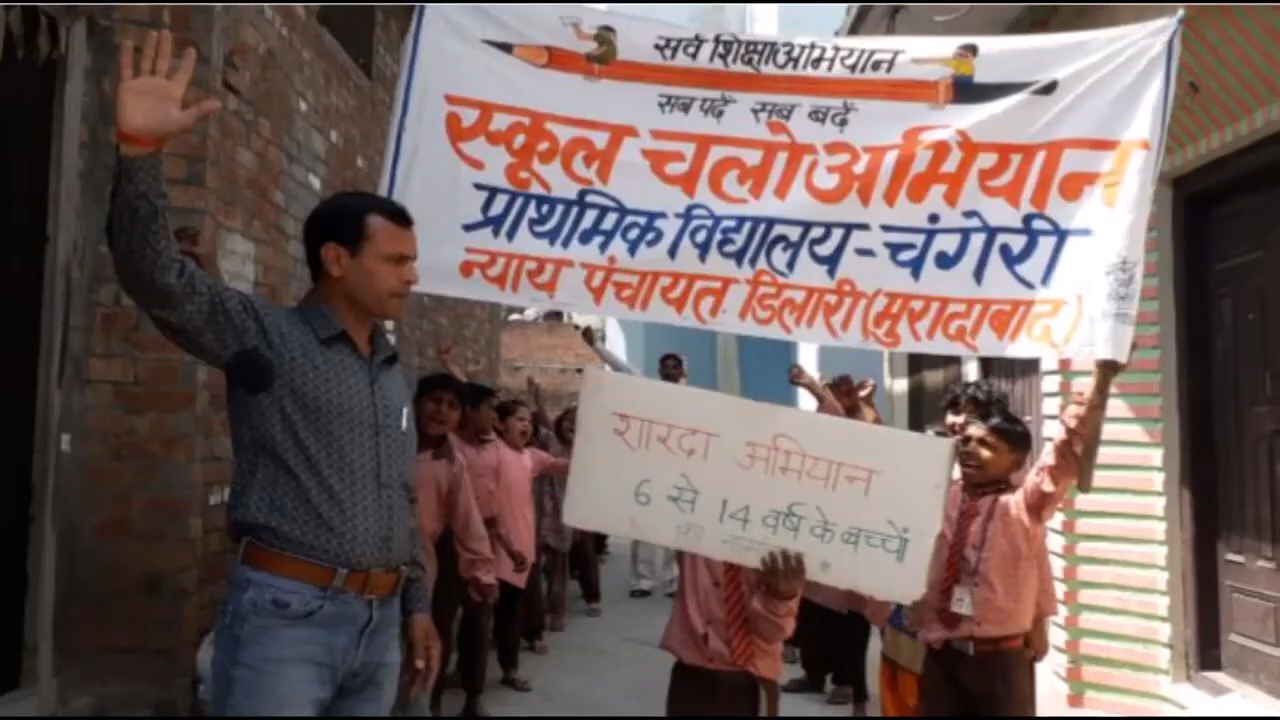 सर्व शिक्षा अभियान
सब पढ़ें सब बढ़ें
स्कूल चलो अभियान
प्राथमिक विद्यालय-चंगेरी
न्याय पंचायत डिलारी (मुरादाबाद)
शारदा अभियान
6 से 14 वर्ष के बच्चों
का